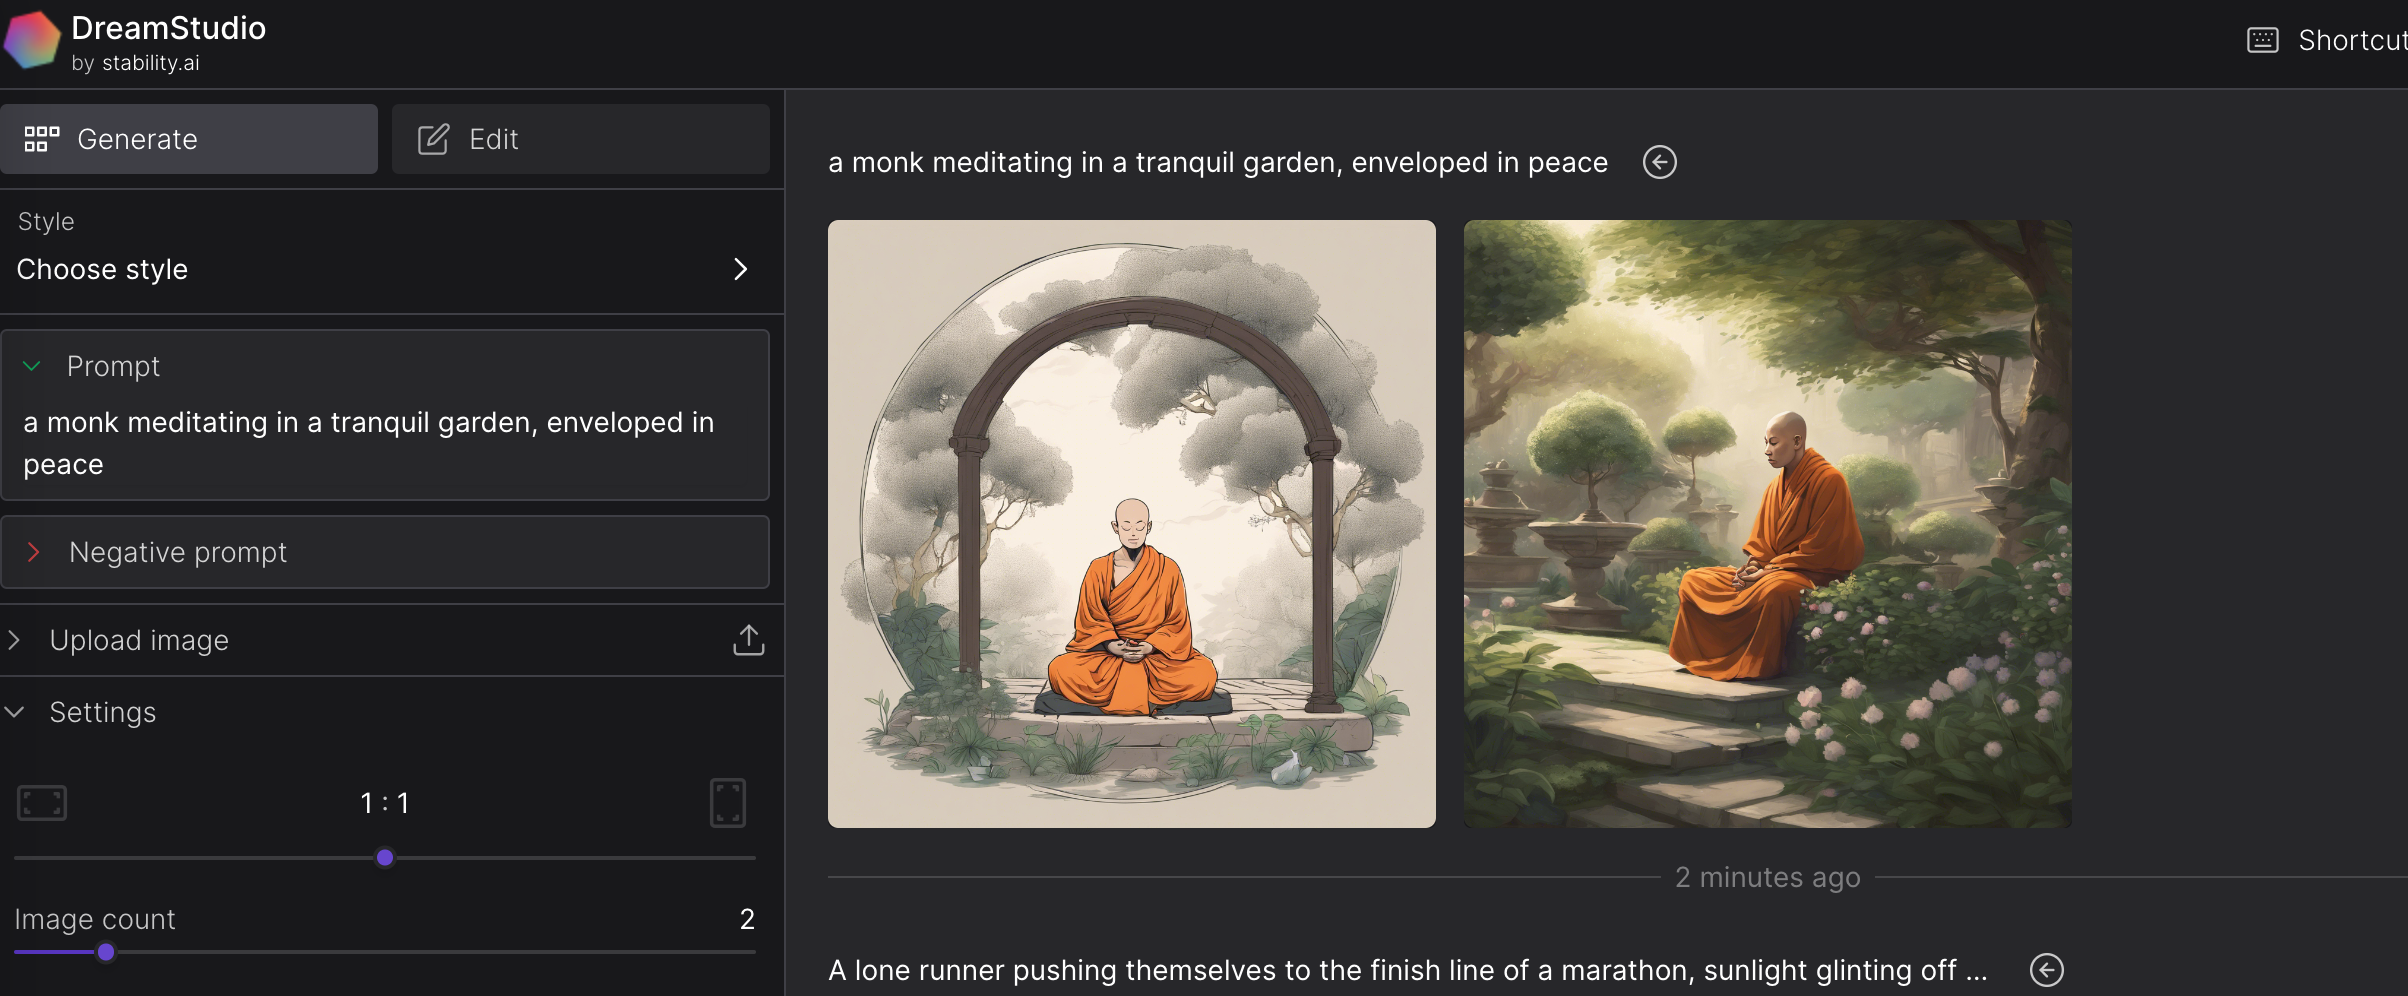 DreamStudio
by stability.ai
Shortcut
Generate
Edit
Style
Choose style
Prompt
a monk meditating in a tranquil garden, enveloped in
peace
Negative prompt
Upload image
Settings
1 : 1
Image count
2
a monk meditating in a tranquil garden, enveloped in peace
2 minutes ago
A lone runner pushing themselves to the finish line of a marathon, sunlight glinting off ...